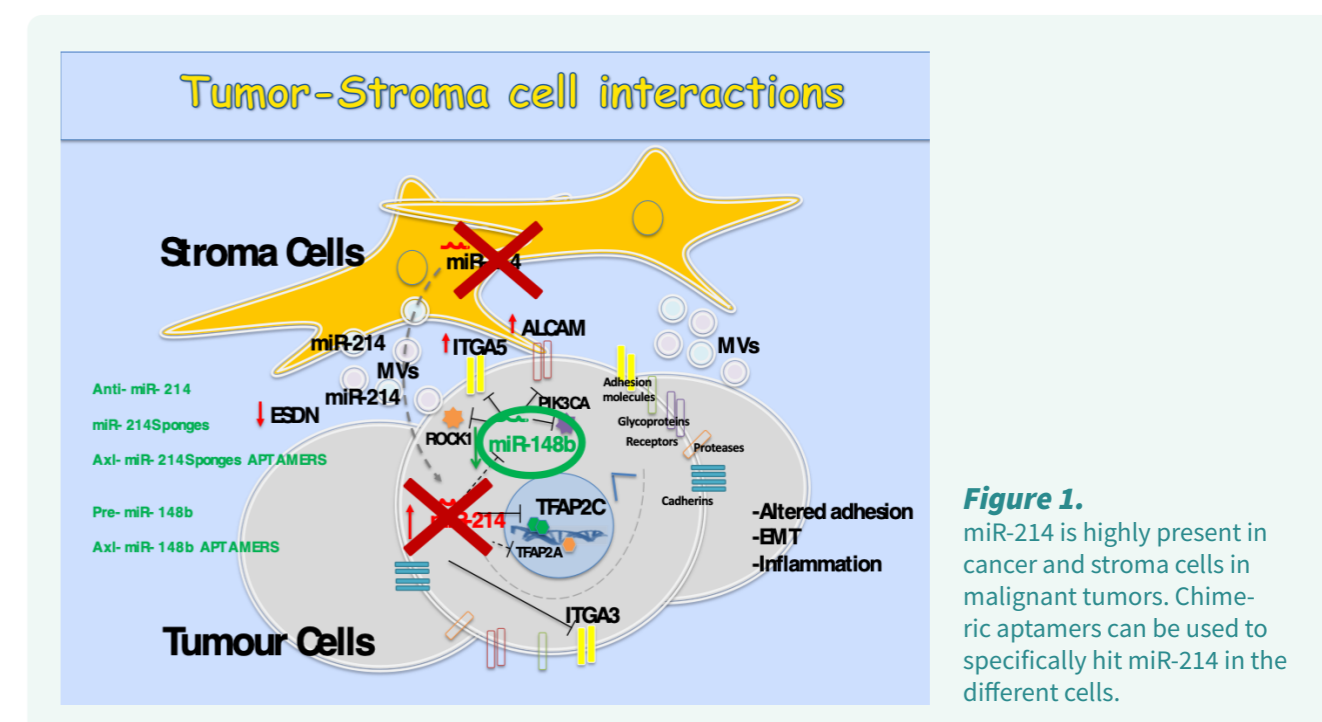 Tumor-Stroma cell interactions
Stroma Cells
miR-214
miR-214
MVs
miR-214
ALCAM
ITGA5
MVs
Anti- miR- 214
miR- 214Sponges
Axl- miR- 214Sponges APTAMERS
Pre- miR- 148b
Axl- miR- 148b APTAMERS
ESDN
ROCK1
PIK3CA
miR-148b
Adhesion
molecules
Glycoproteins
Receptors
Proteases
Cadherins
miR-214
TFAP2C
TFAP2A
-Altered adhesion
-EMT
-Inflammation
ITGA3
Tumour Cells
Figure 1.
miR-214 is highly present in
cancer and stroma cells in
malignant tumors. Chime-
ric aptamers can be used to
specifically hit miR-214 in the
different cells.